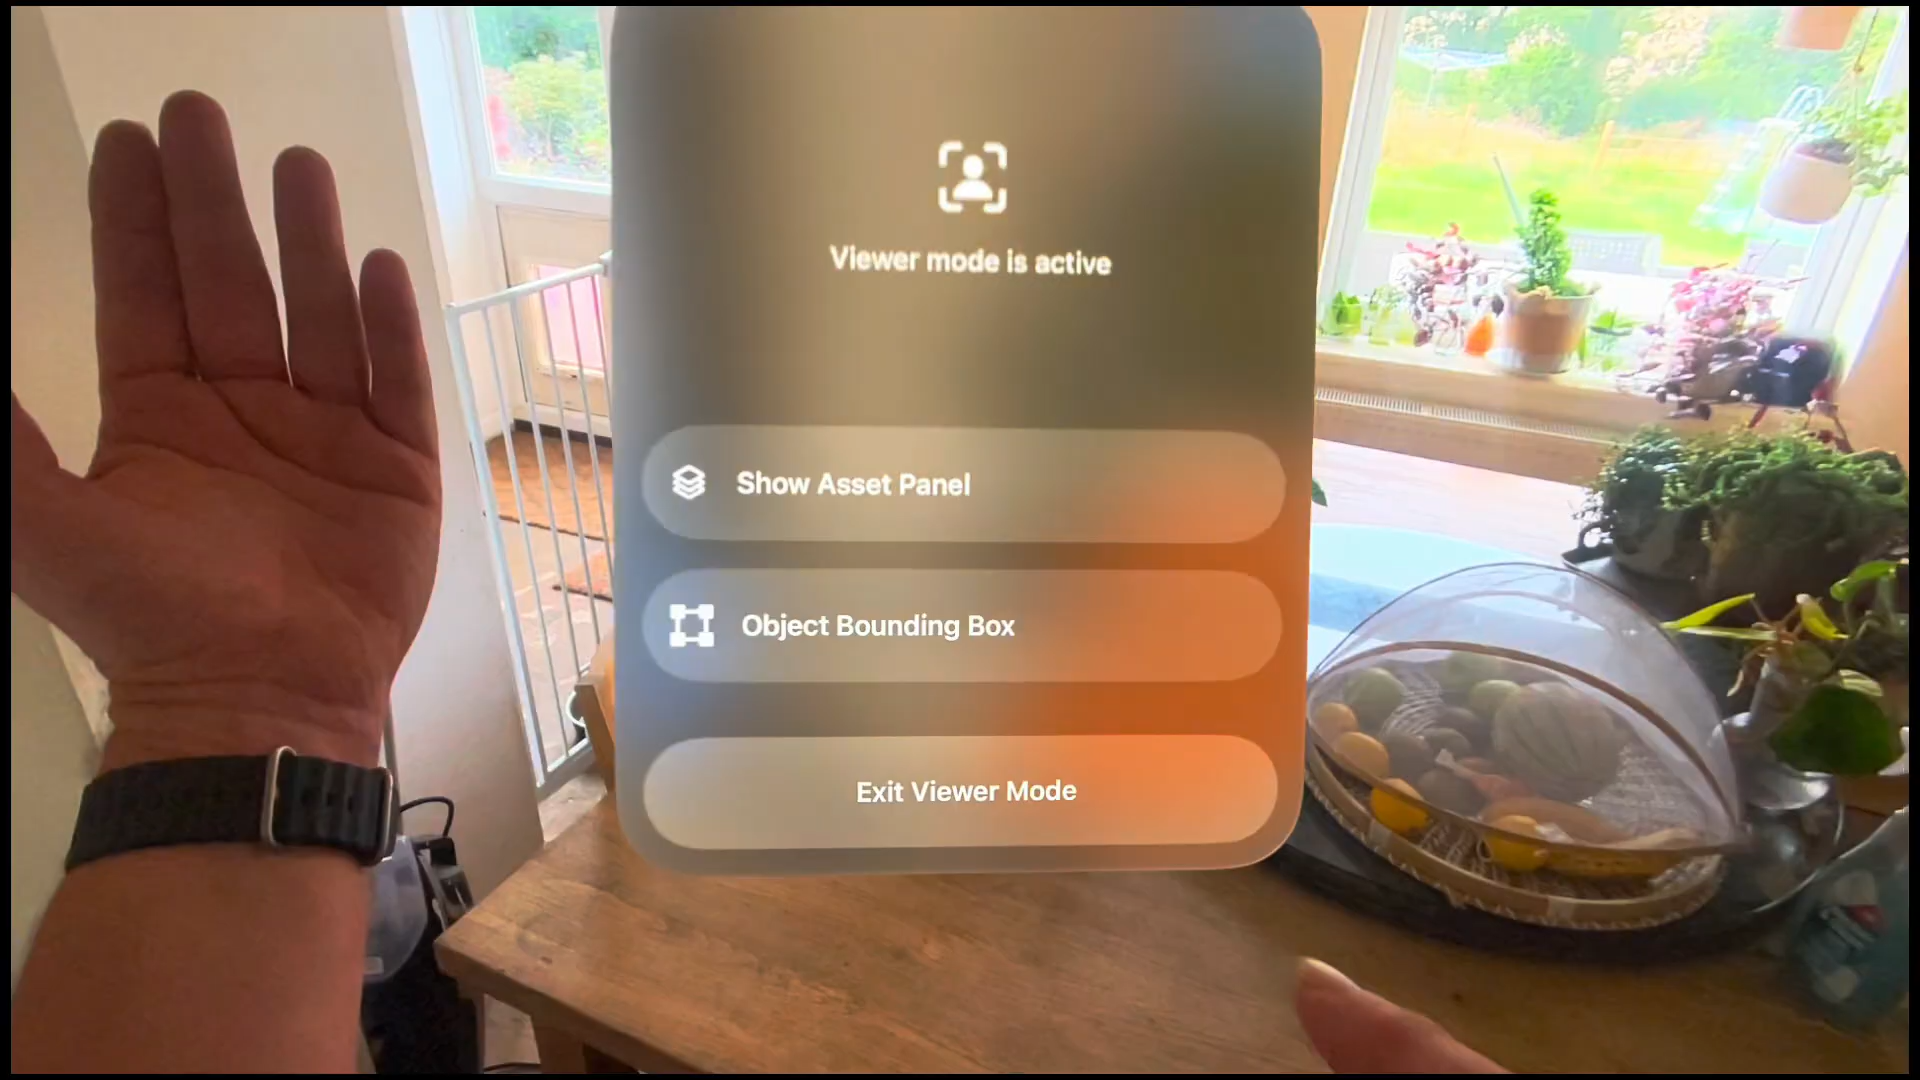 Viewer mode is active
Show Asset Panel
Object Bounding Box
Exit Viewer Mode